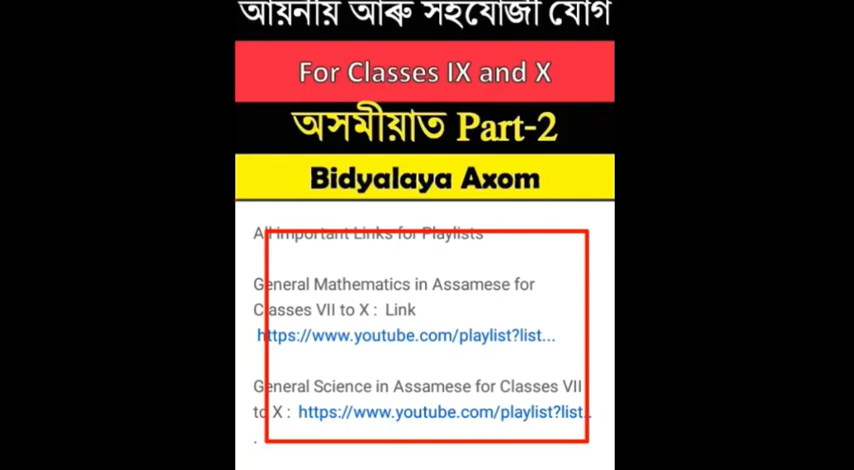 আয়নীয় আৰু সহযোজী যোগ
For Classes IX and X
অসমীয়াত Part-2
Bidyalaya Axom
All important Links for Playlists
General Mathematics in Assamese for
Classes VII to X : Link
https://www.youtube.com/playlist?list...
General Science in Assamese for Classes VII
to X : https://www.youtube.com/playlist?list..
.